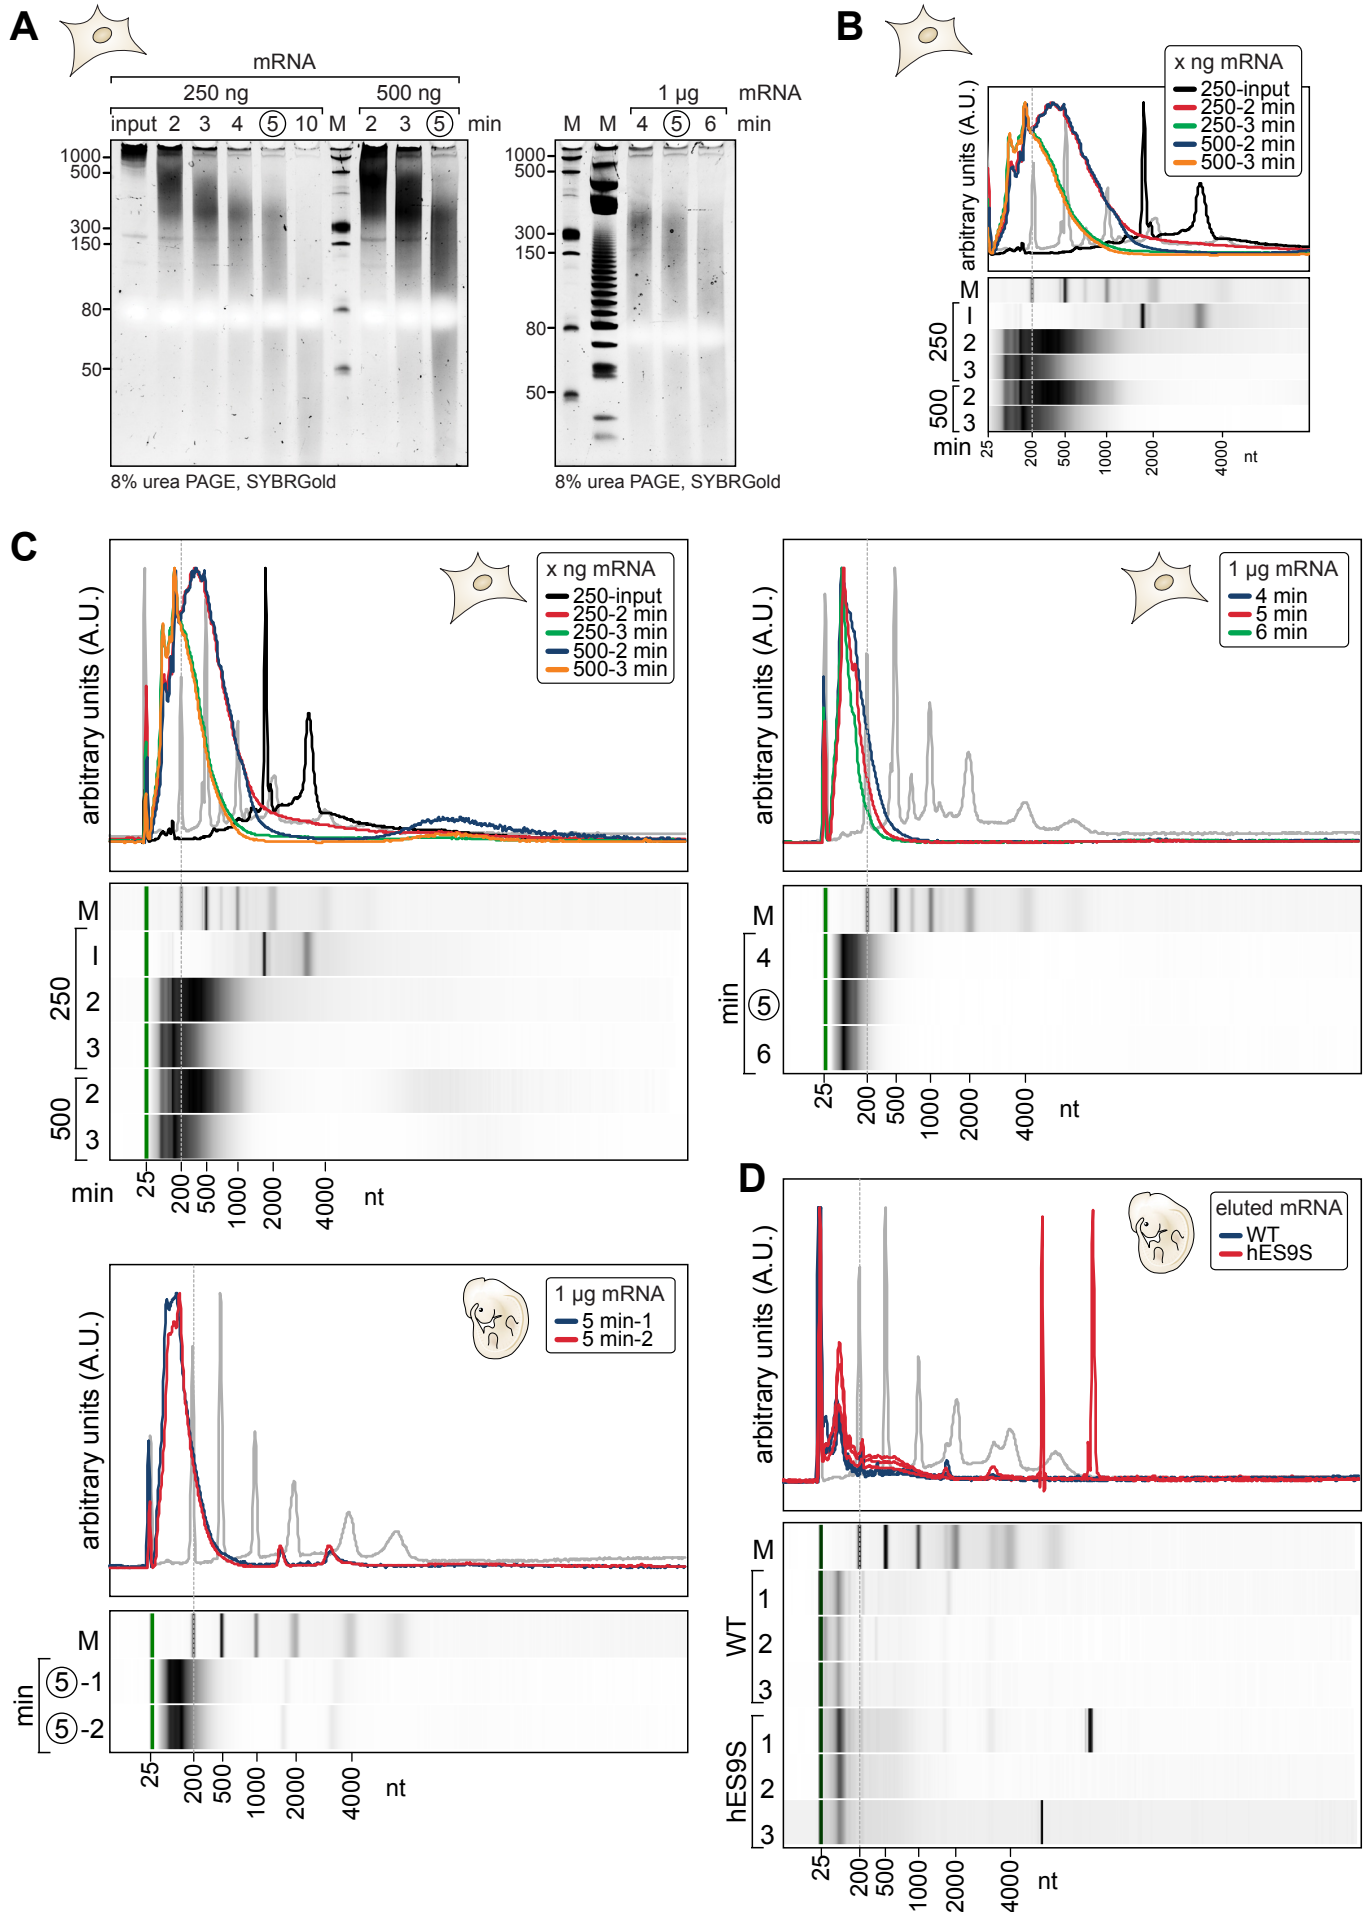 A
mRNA
250 ng
500 ng
input 2 3 4 5 10 M 2 3 5 min
1000
500
300
150
80
50
8% urea PAGE, SYBRGold
1 µg
mRNA
M M 4 5 6 min
1000
500
300
150
80
50
8% urea PAGE, SYBRGold
B
x ng mRNA
250-input
250-2 min
250-3 min
500-2 min
500-3 min
arbitrary units (A.U.)
M
I
2
3
2
3
250
500
min
25 200 500 1000 2000 4000 nt
C
x ng mRNA
250-input
250-2 min
250-3 min
500-2 min
500-3 min
arbitrary units (A.U.)
M
I
2
3
2
3
250
500
min
25 200 500 1000 2000 4000 nt
1 µg mRNA
4 min
5 min
6 min
arbitrary units (A.U.)
M
4
5
6
min
25 200 500 1000 2000 4000 nt
1 µg mRNA
5 min-1
5 min-2
arbitrary units (A.U.)
M
5-1
5-2
min
25 200 500 1000 2000 4000 nt
D
eluted mRNA
WT
hES9S
arbitrary units (A.U.)
M
1
2
3
WT
1
2
3
hES9S
25 200 500 1000 2000 4000 nt